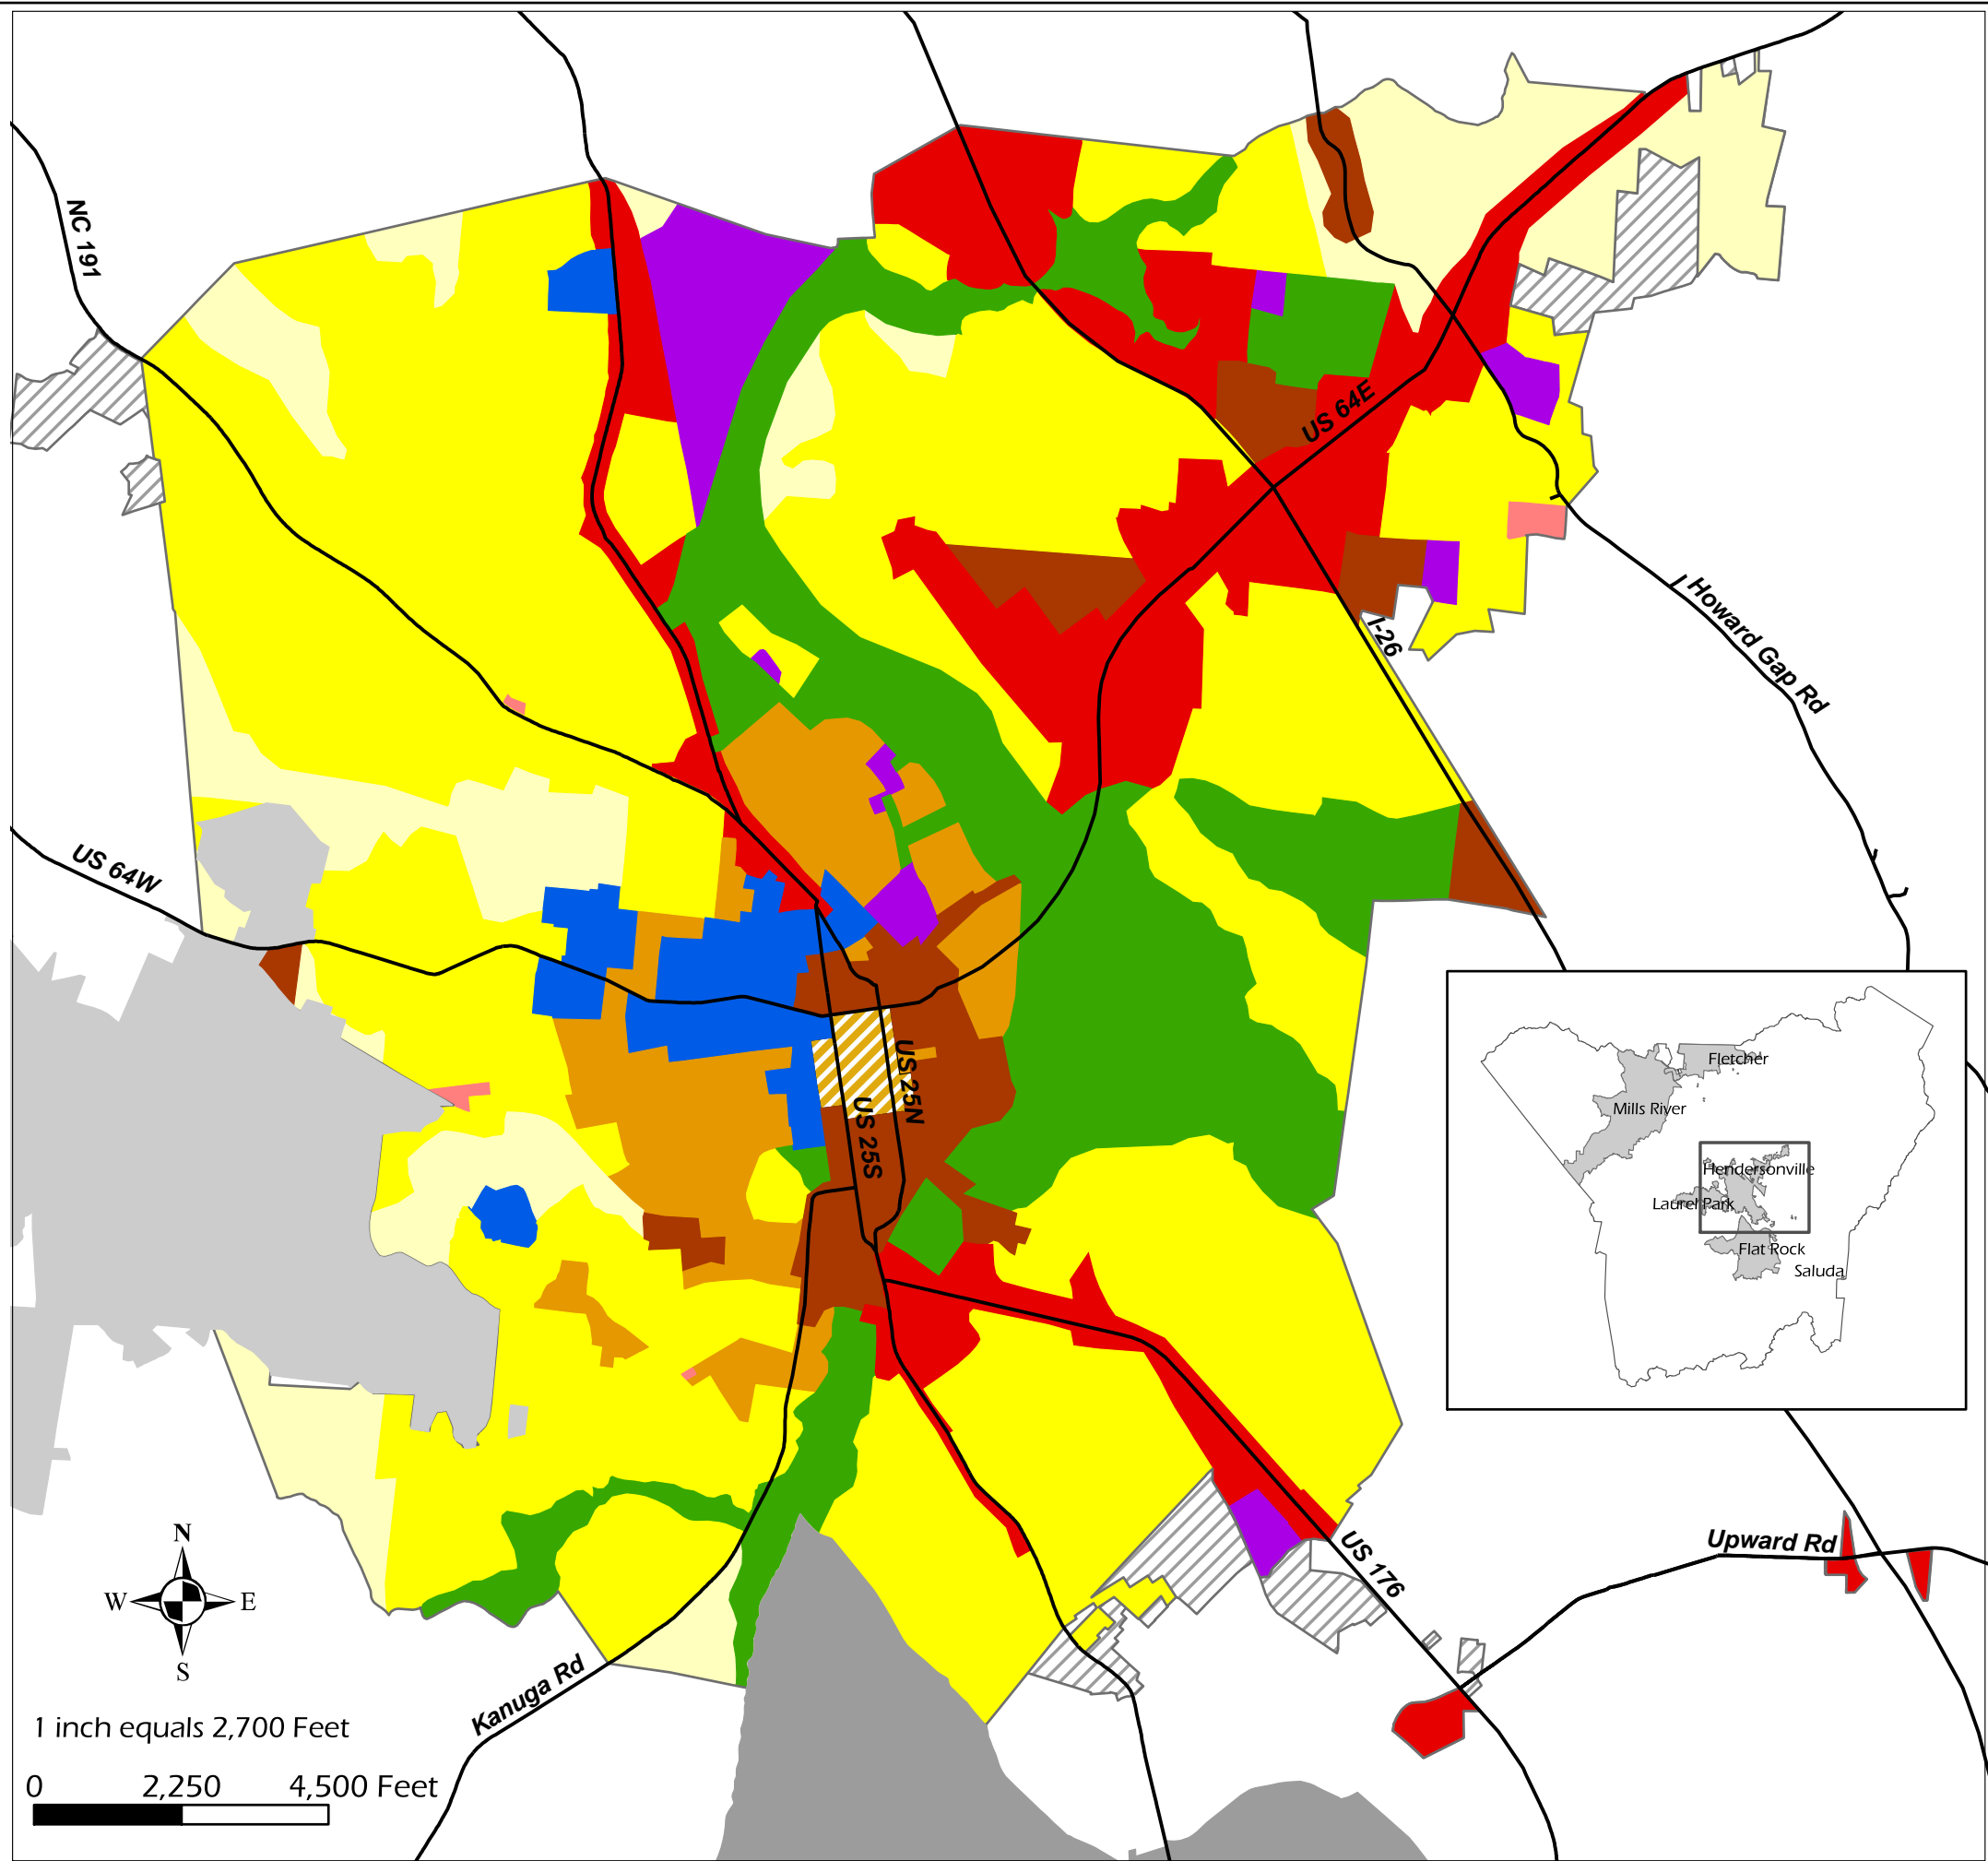 NC 191
US 64E
I-26
Howard Gap Rd
US 64W
US 25N
US 25S
Fletcher
Mills River
Hendersonville
Laurel Park
Flat Rock
Saluda
US 176
Upward Rd
Kanuga Rd
N
W
E
S
1 inch equals 2,700 Feet
0 2,250 4,500 Feet